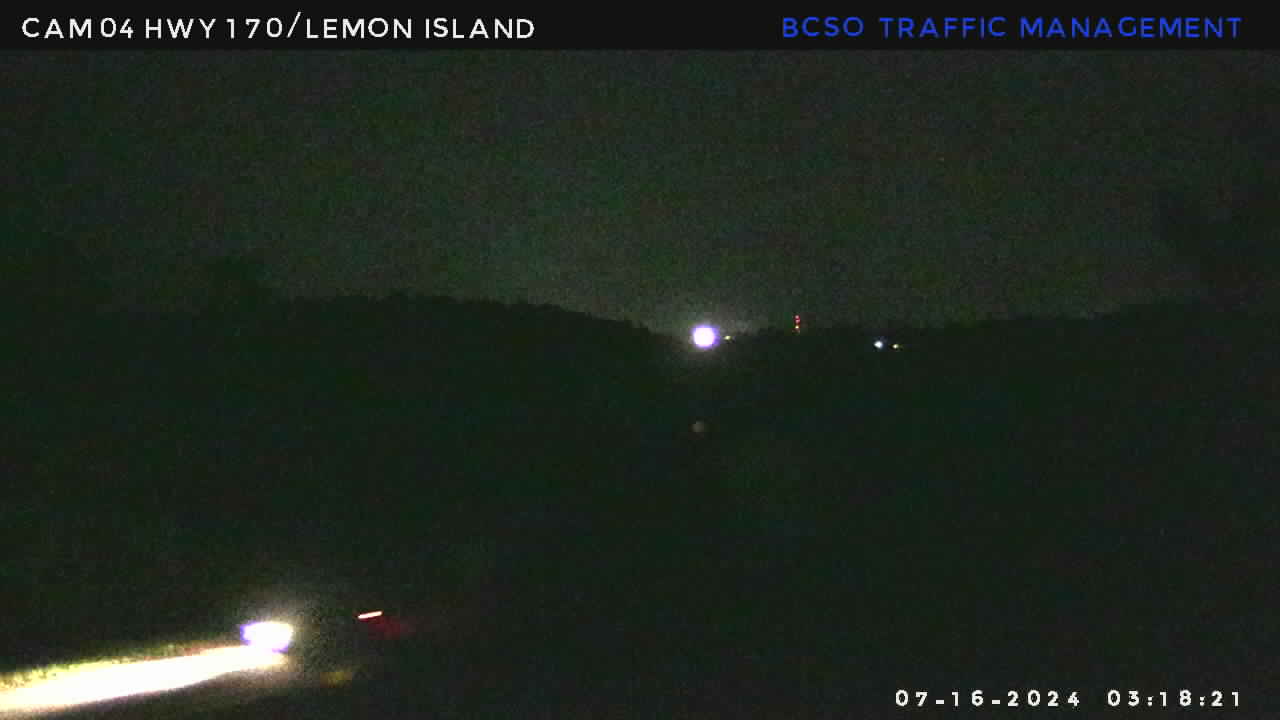 CAM04 HWY 170/LEMON ISLAND
BCSO TRAFFIC MANAGEMENT
07-16-2024 03:18:21